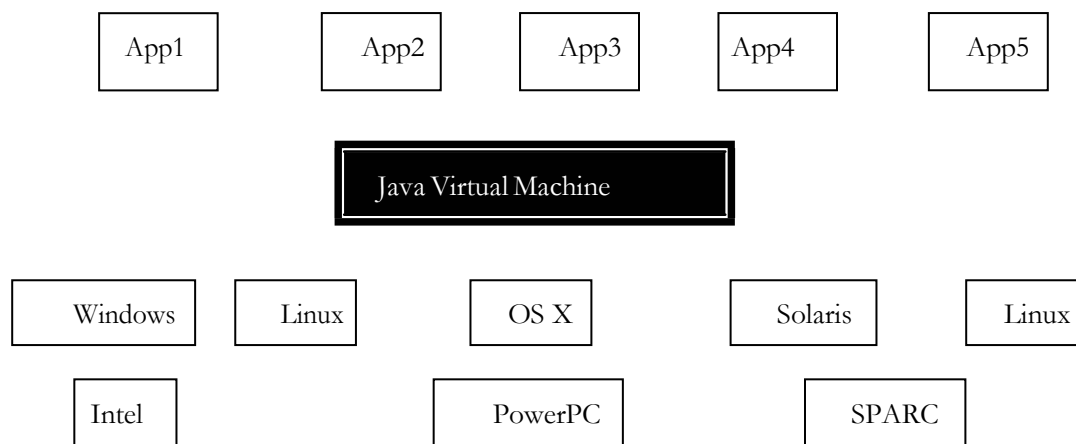 App1 App2 App3 App4 App5
Java Virtual Machine
Windows Linux OS X Solaris Linux
Intel PowerPC SPARC